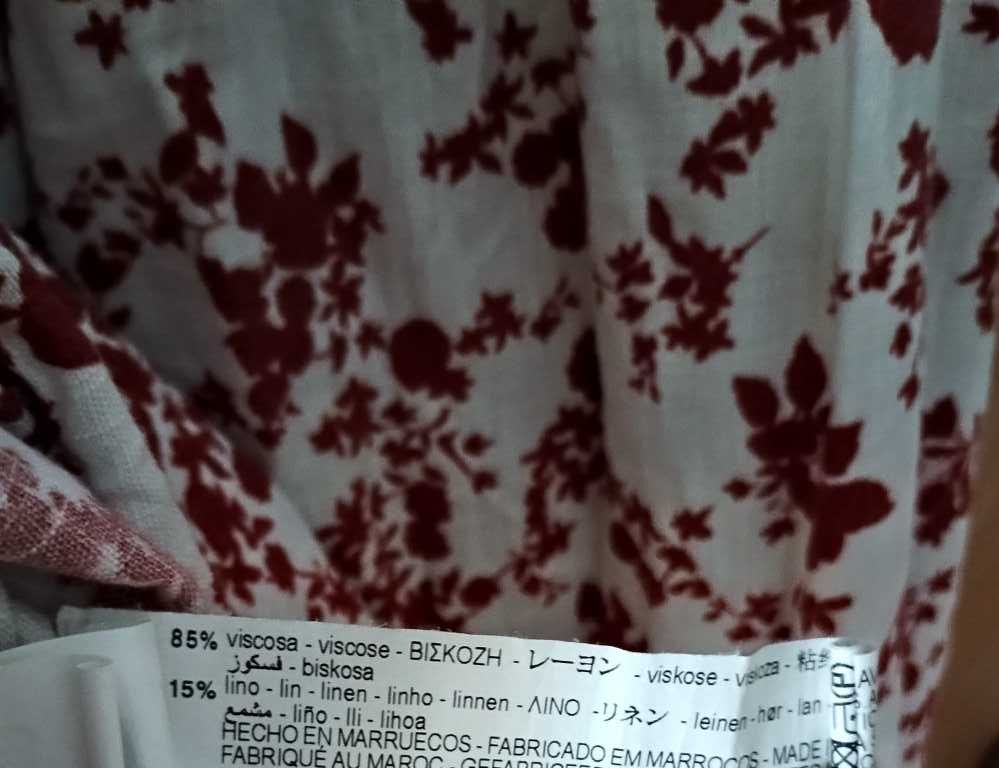 85% viscosa - viscose - ΒΙΣΚΟΖΗ - レーヨン - viskose - viskoza - 粘
فسكوز - biskosa
15% lino - lin - linen - linho - linnen - ΛΙΝΟ -リネン - leinen - hør - lan -
مشمع - liño - lli - lihoa
HECHO EN MARRUECOS - FABRICADO EM MARROCOS - MADE
FABRIQUÉ AU MAROC -
(P)